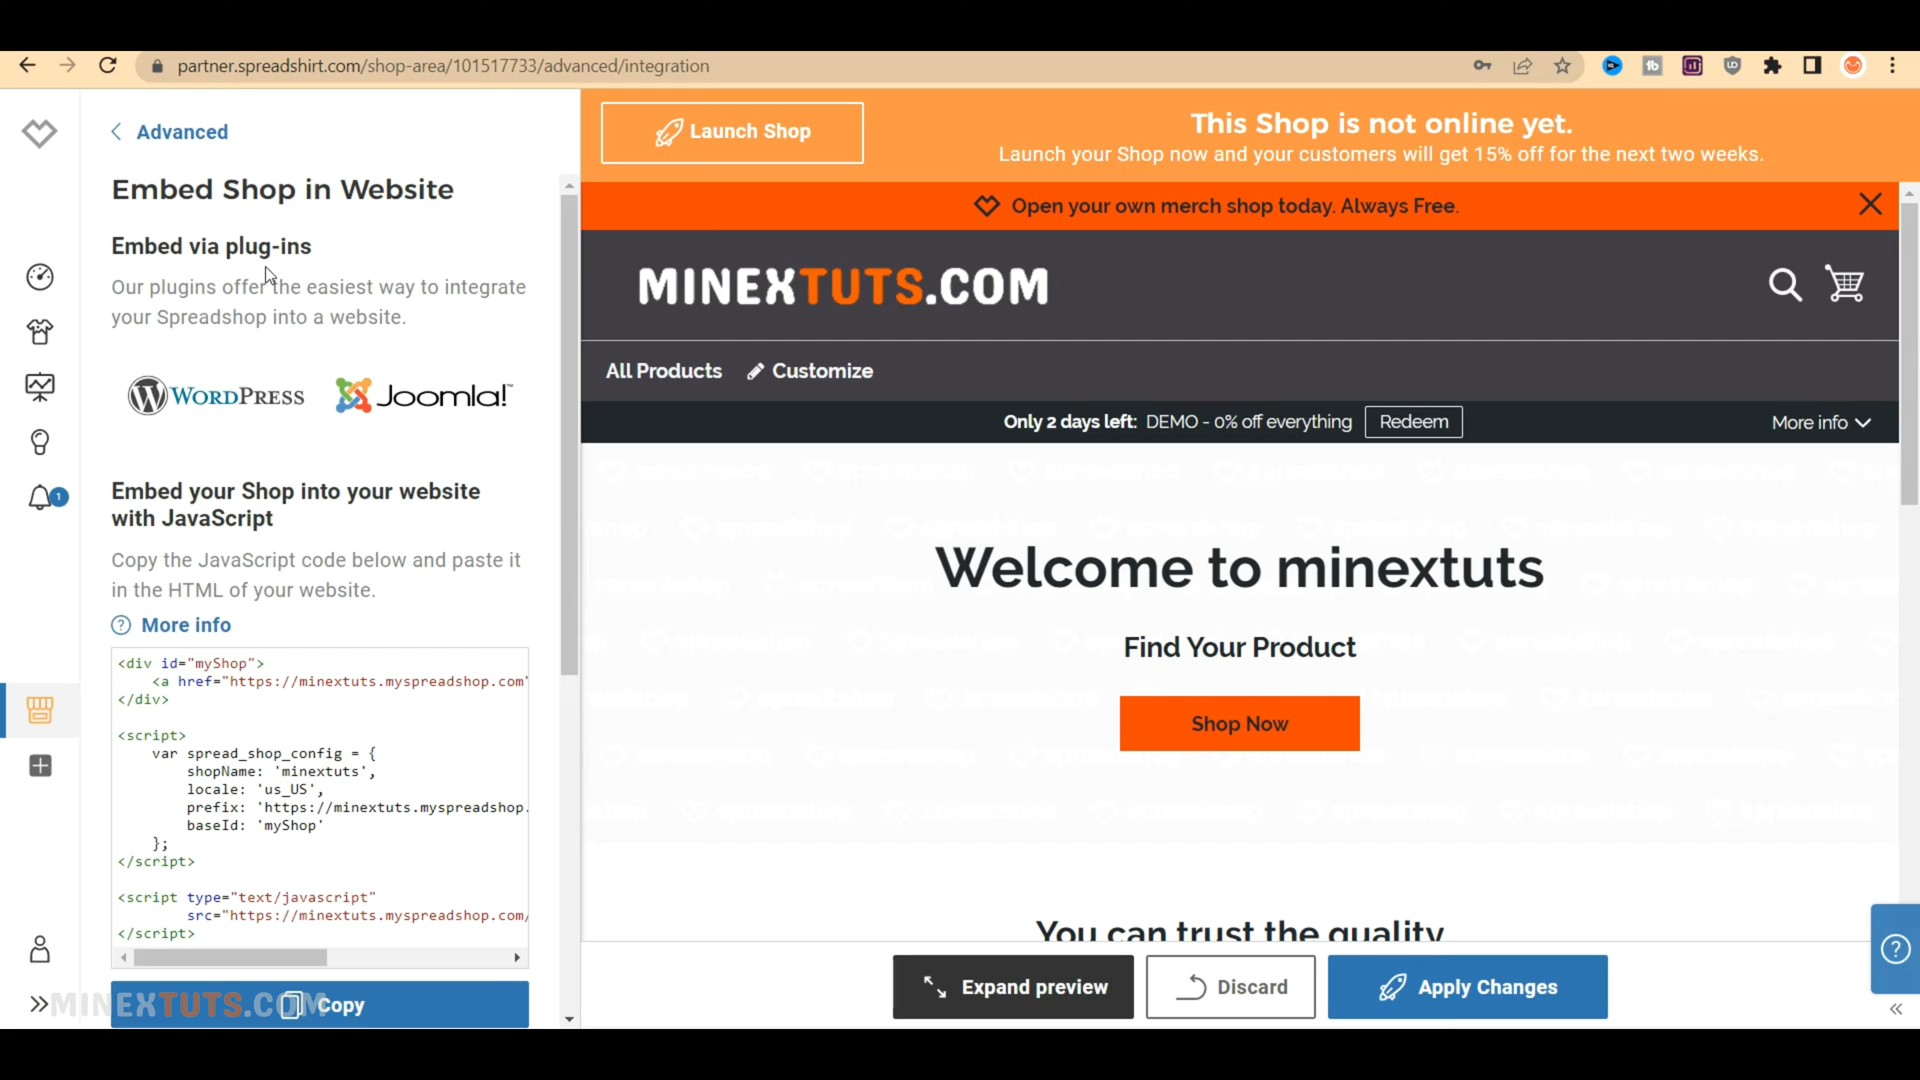 partner.spreadshirt.com/shop-area/101517733/advanced/integration
Advanced
Embed Shop in Website
Embed via plug-ins
Our plugins offer the easiest way to integrate
your Spreadshop into a website.
WORDPRESS
Joomla!™
Embed your Shop into your website
with JavaScript
Copy the JavaScript code below and paste it
in the HTML of your website.
More info
<div id="myShop">
<a href="https://minextuts.myspreadshop.com"
</div>
<script>
var spread_shop_config = {
shopName: 'minextuts',
locale: 'us_US',
prefix: 'https://minextuts.myspreadshop.
baseId: 'myShop'
};
</script>
<script type="text/javascript"
src="https://minextuts.myspreadshop.com/
</script>
Copy
MINEXTUTS.COM
1
Launch Shop
This Shop is not online yet.
Launch your Shop now and your customers will get 15% off for the next two weeks.
Open your own merch shop today. Always Free.
MINEXTUTS.COM
All Products
Customize
Only 2 days left: DEMO - 0% off everything
Redeem
More info
Welcome to minextuts
Find Your Product
Shop Now
You can trust the quality
Expand preview
Discard
Apply Changes